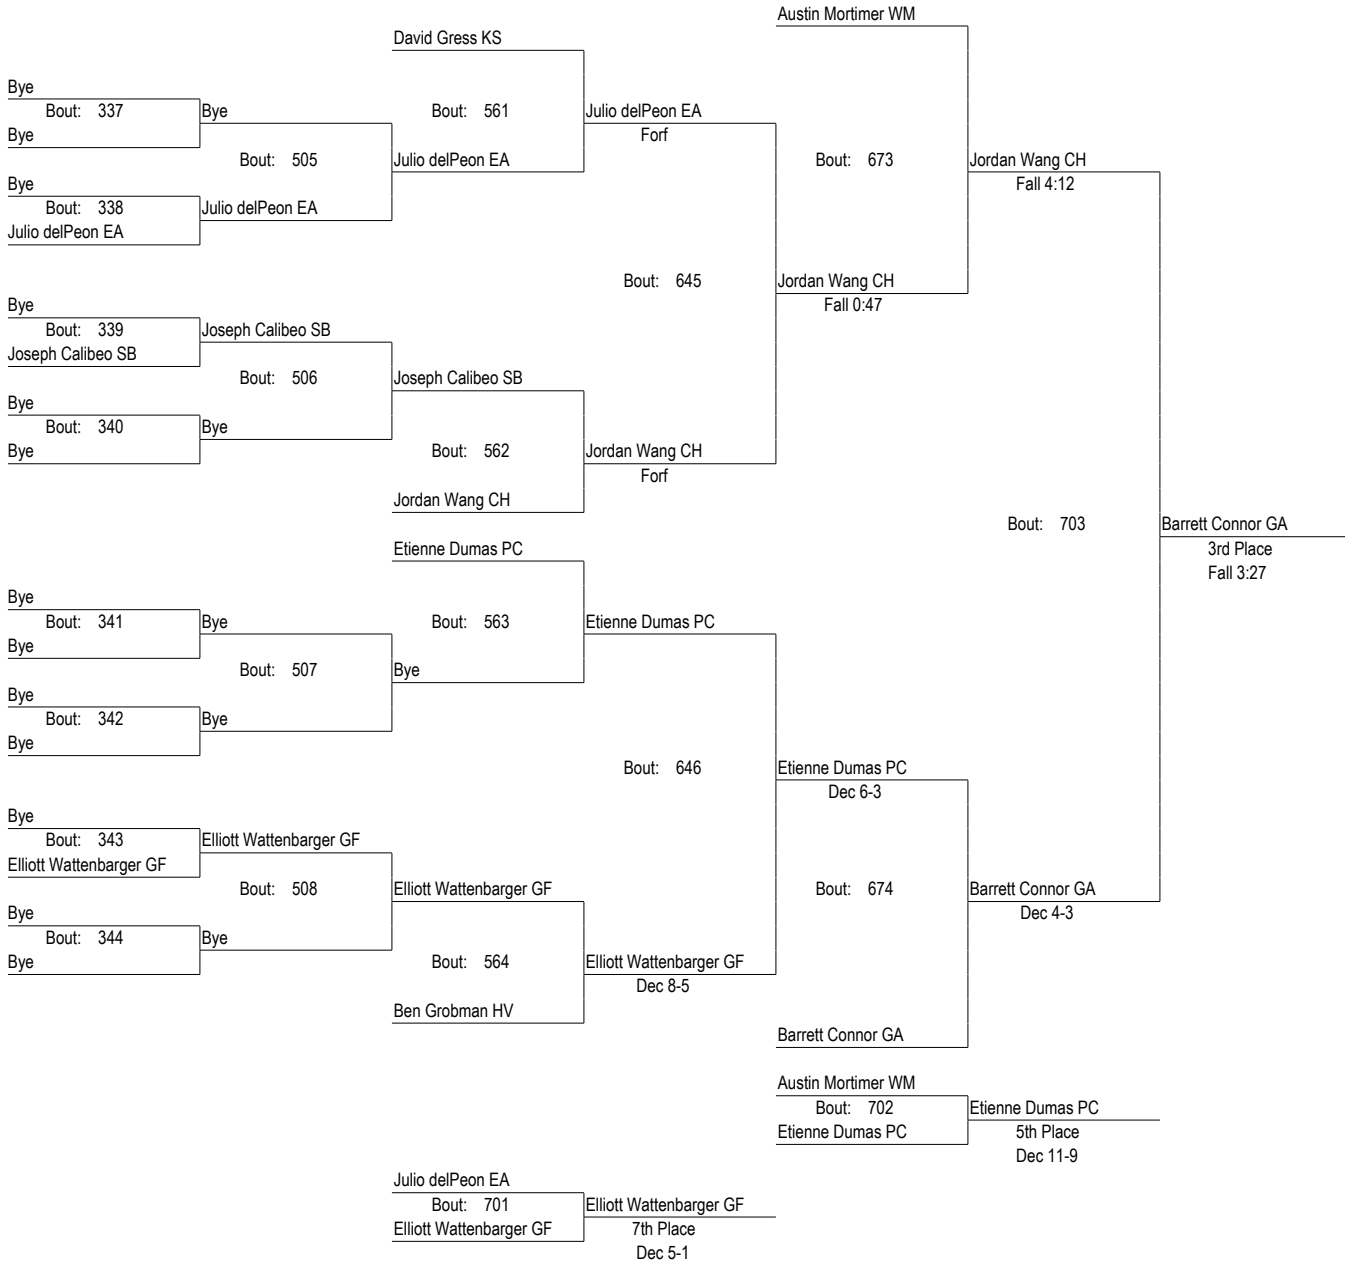 Austin Mortimer WM
David Gress KS
Bye
Bout: 337
Bye
Bout: 561
Julio delPeon EA
Bye
Forf
Bout: 505
Julio delPeon EA
Bout: 673
Jordan Wang CH
Bye
Fall 4:12
Bout: 338
Julio delPeon EA
Julio delPeon EA
Bout: 645
Jordan Wang CH
Bye
Fall 0:47
Bout: 339
Joseph Calibeo SB
Joseph Calibeo SB
Bout: 506
Joseph Calibeo SB
Bye
Bout: 340
Bye
Bye
Bout: 562
Jordan Wang CH
Forf
Jordan Wang CH
Bout: 703
Barrett Connor GA
Etienne Dumas PC
3rd Place
Fall 3:27
Bye
Bout: 341
Bye
Bout: 563
Etienne Dumas PC
Bye
Bout: 507
Bye
Bye
Bout: 342
Bye
Bye
Bout: 646
Etienne Dumas PC
Dec 6-3
Bye
Bout: 343
Elliott Wattenbarger GF
Elliott Wattenbarger GF
Bout: 508
Elliott Wattenbarger GF
Bout: 674
Barrett Connor GA
Bye
Dec 4-3
Bout: 344
Bye
Bye
Bout: 564
Elliott Wattenbarger GF
Dec 8-5
Ben Grobman HV
Barrett Connor GA
Austin Mortimer WM
Bout: 702
Etienne Dumas PC
Etienne Dumas PC
5th Place
Dec 11-9
Julio delPeon EA
Bout: 701
Elliott Wattenbarger GF
Elliott Wattenbarger GF
7th Place
Dec 5-1